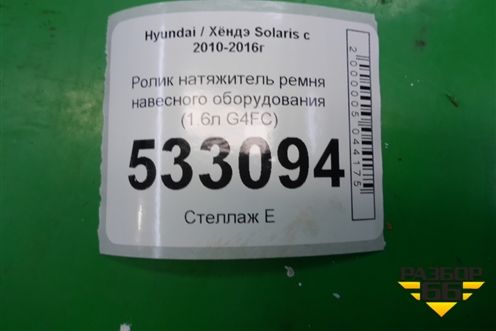 Hyundai / Хёндэ Solaris с
2010-2016г
Ролик натяжитель ремня
навесного оборудования
(1.6л G4FC)
533094
Стеллаж Е
2000005044175
РАЗБОР
66